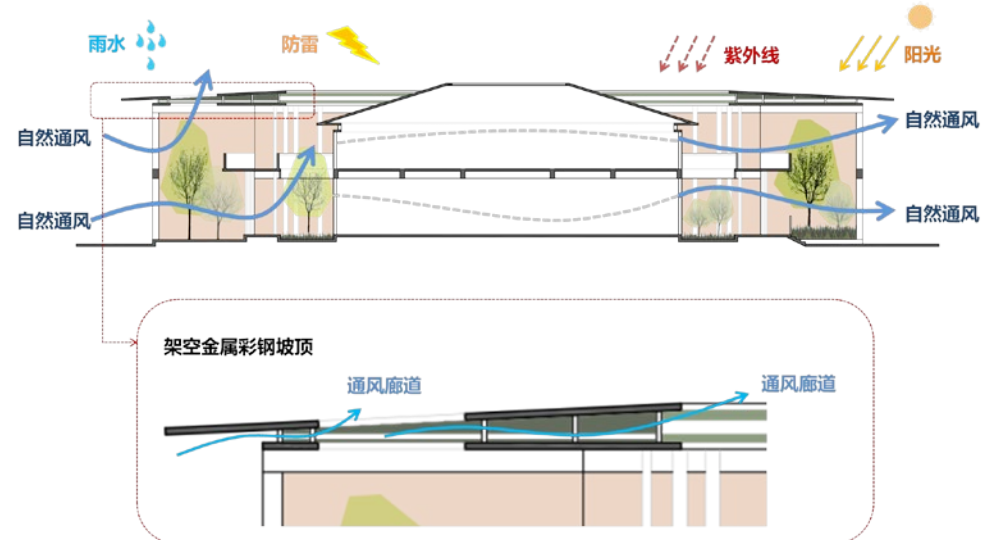 雨水
防雷
紫外线
阳光
自然通风
自然通风
自然通风
自然通风
架空金属彩钢坡顶
通风廊道
通风廊道